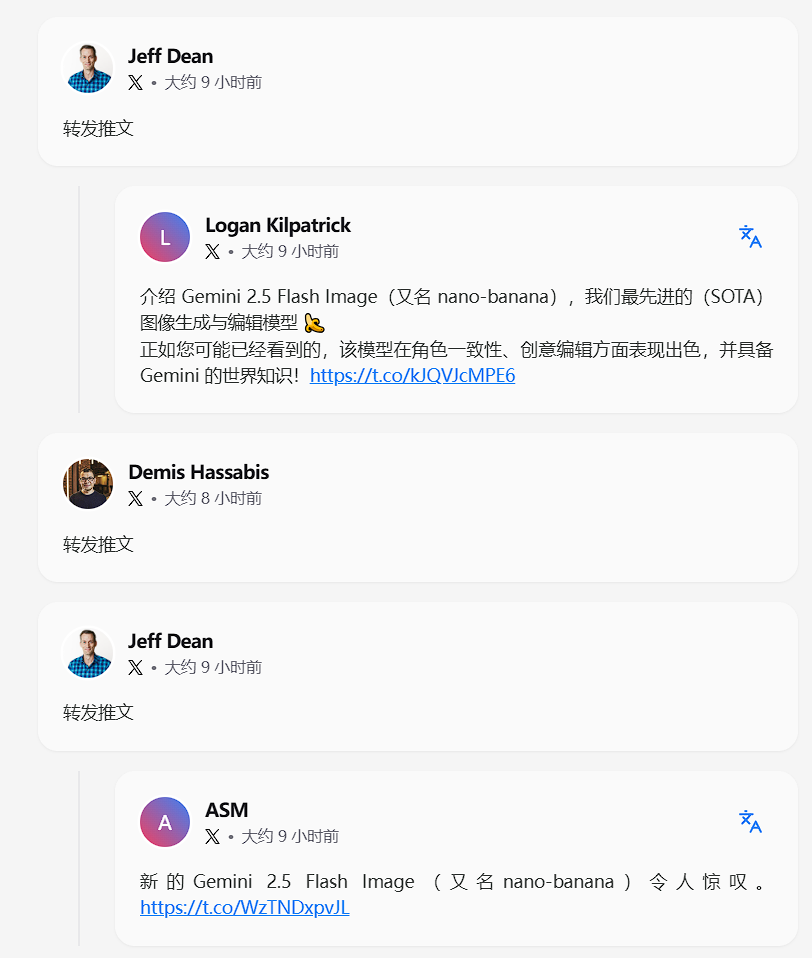 Jeff Dean
X • 大约 9 小时前
转发推文
L
Logan Kilpatrick
X • 大约 9 小时前
介绍 Gemini 2.5 Flash Image（又名 nano-banana），我们最先进的（SOTA）
图像生成与编辑模型 🍌
正如您可能已经看到的，该模型在角色一致性、创意编辑方面表现出色，并具备
Gemini 的世界知识！https://t.co/kJQVJcMPE6
Demis Hassabis
X • 大约 8 小时前
转发推文
Jeff Dean
X • 大约 9 小时前
转发推文
A
ASM
X • 大约 9 小时前
新的 Gemini 2.5 Flash Image（又名 nano-banana）令人惊叹。
https://t.co/WzTNDxpvJL